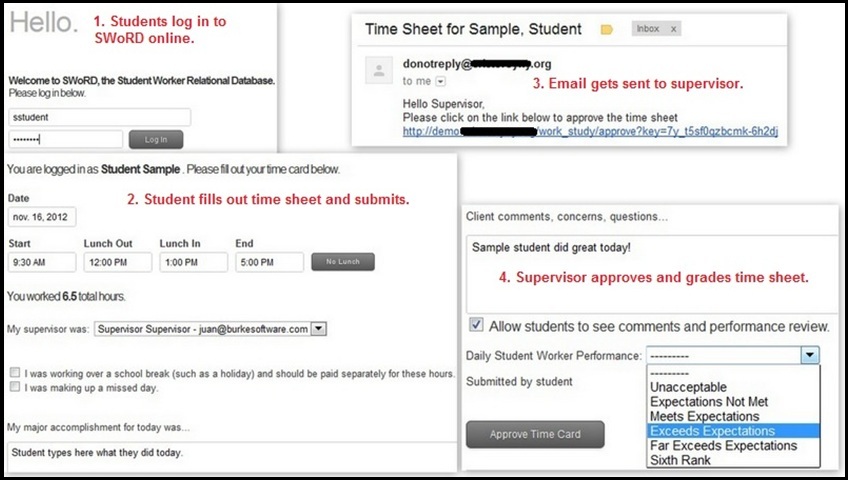 Hello.
1. Students log in to
SWoRD online.
Welcome to SWoRD, the Student Worker Relational Database.
Please log in below.
sstudent
••••••••
Log In
You are logged in as Student Sample . Please fill out your time card below.
2. Student fills out time sheet and submits.
Date
nov. 16, 2012
Start Lunch Out Lunch In End
9:30 AM 12:00 PM 1:00 PM 5:00 PM No Lunch
You worked 6.5 total hours.
My supervisor was: Supervisor Supervisor - juan@burkesoftware.com
I was working over a school break (such as a holiday) and should be paid separately for these hours.
I was making up a missed day.
My major accomplishment for today was...
Student types here what they did today.
Time Sheet for Sample, Student Inbox x
donotreply@ .org
to me
3. Email gets sent to supervisor.
Hello Supervisor,
Please click on the link below to approve the time sheet
http://demo /work_study/approve?key=7y_t5sf0qzbcmk-6h2dj
Client comments, concerns, questions...
Sample student did great today!
4. Supervisor approves and grades time sheet.
Allow students to see comments and performance review.
Daily Student Worker Performance: ---------
Submitted by student
---------
Unacceptable
Expectations Not Met
Meets Expectations
Exceeds Expectations
Far Exceeds Expectations
Sixth Rank
Approve Time Card